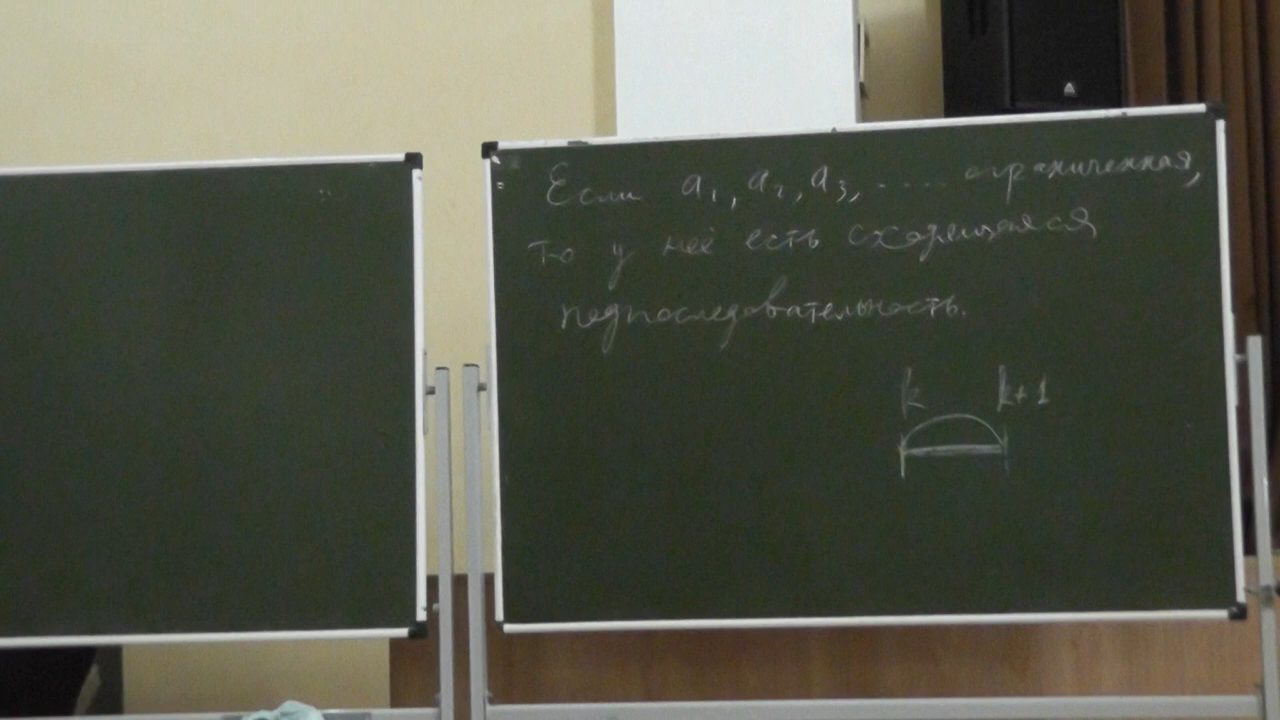 Если a₁, a₂, a₃, .... ограниченная,
то у неё есть сходящаяся
подпоследовательность.
k k+1